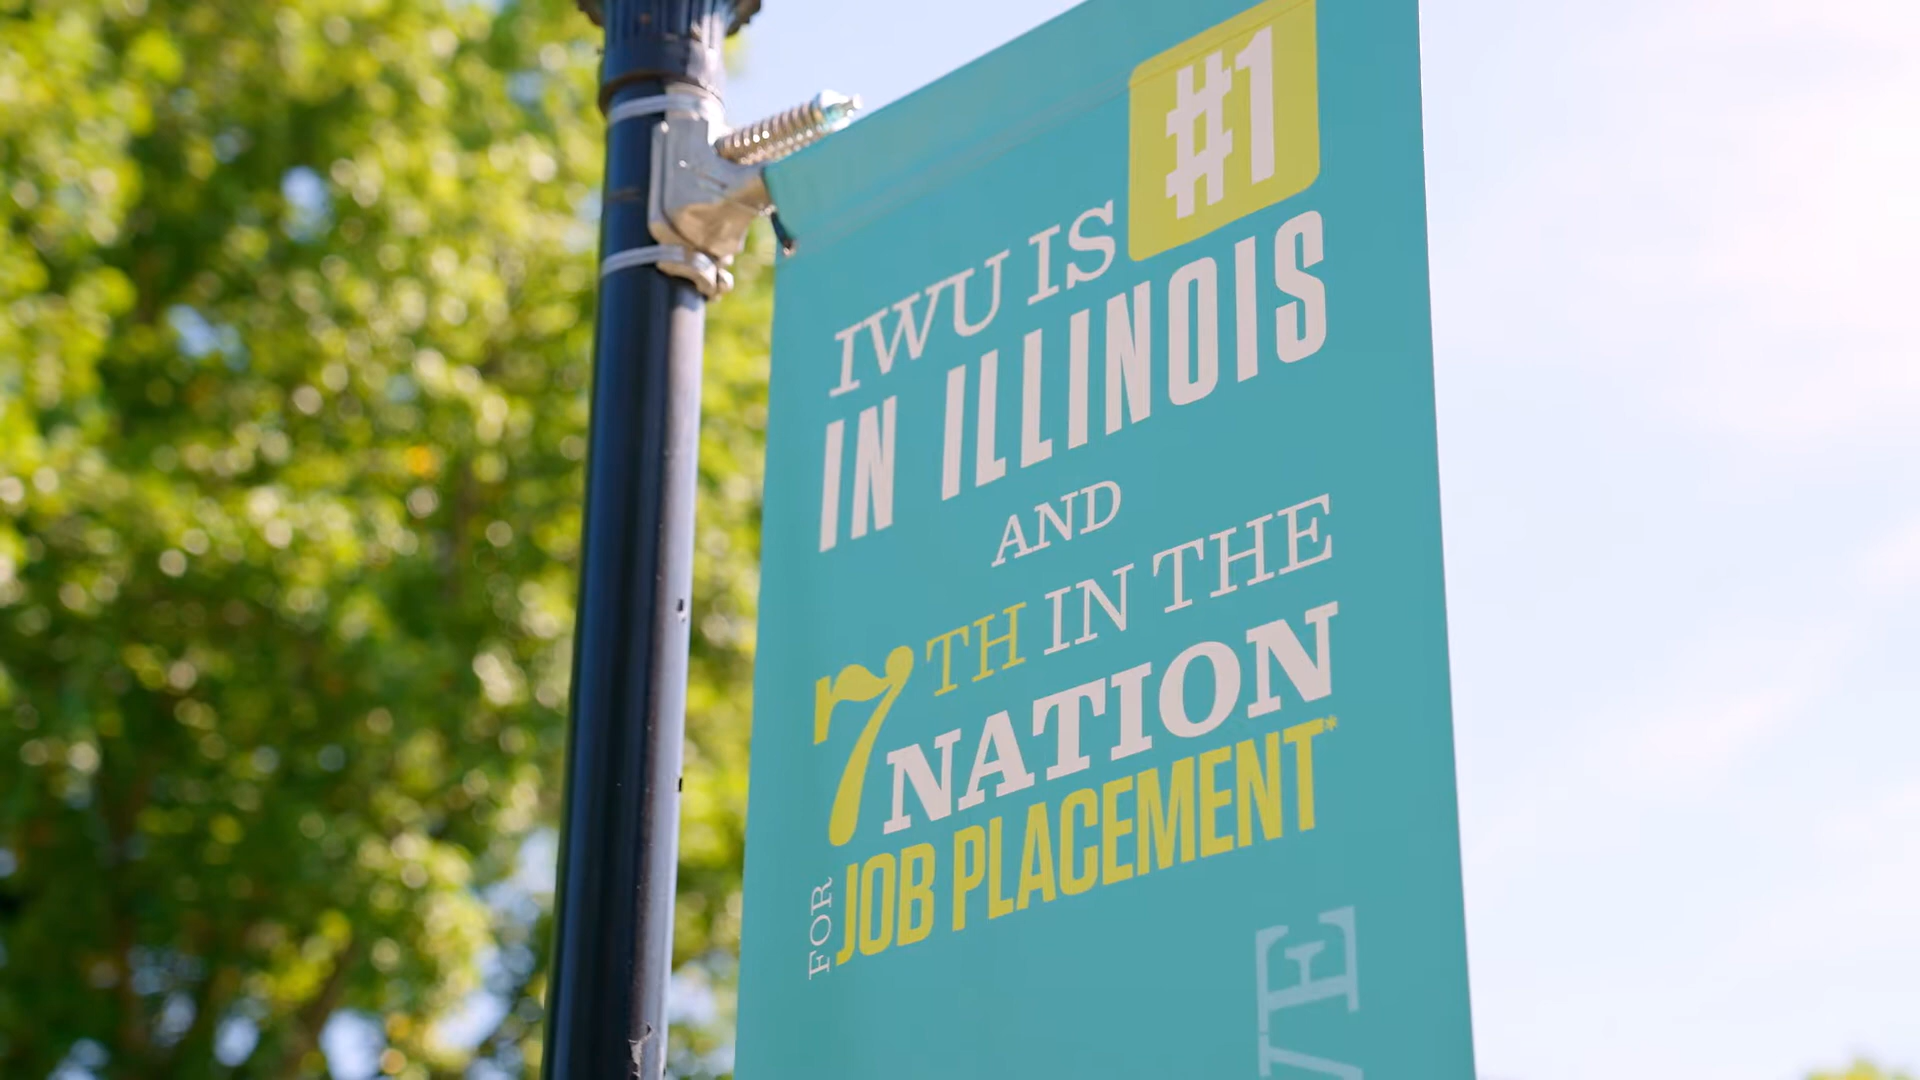 IWU IS #1
IN ILLINOIS
AND
7TH IN THE
NATION
FOR JOB PLACEMENT*